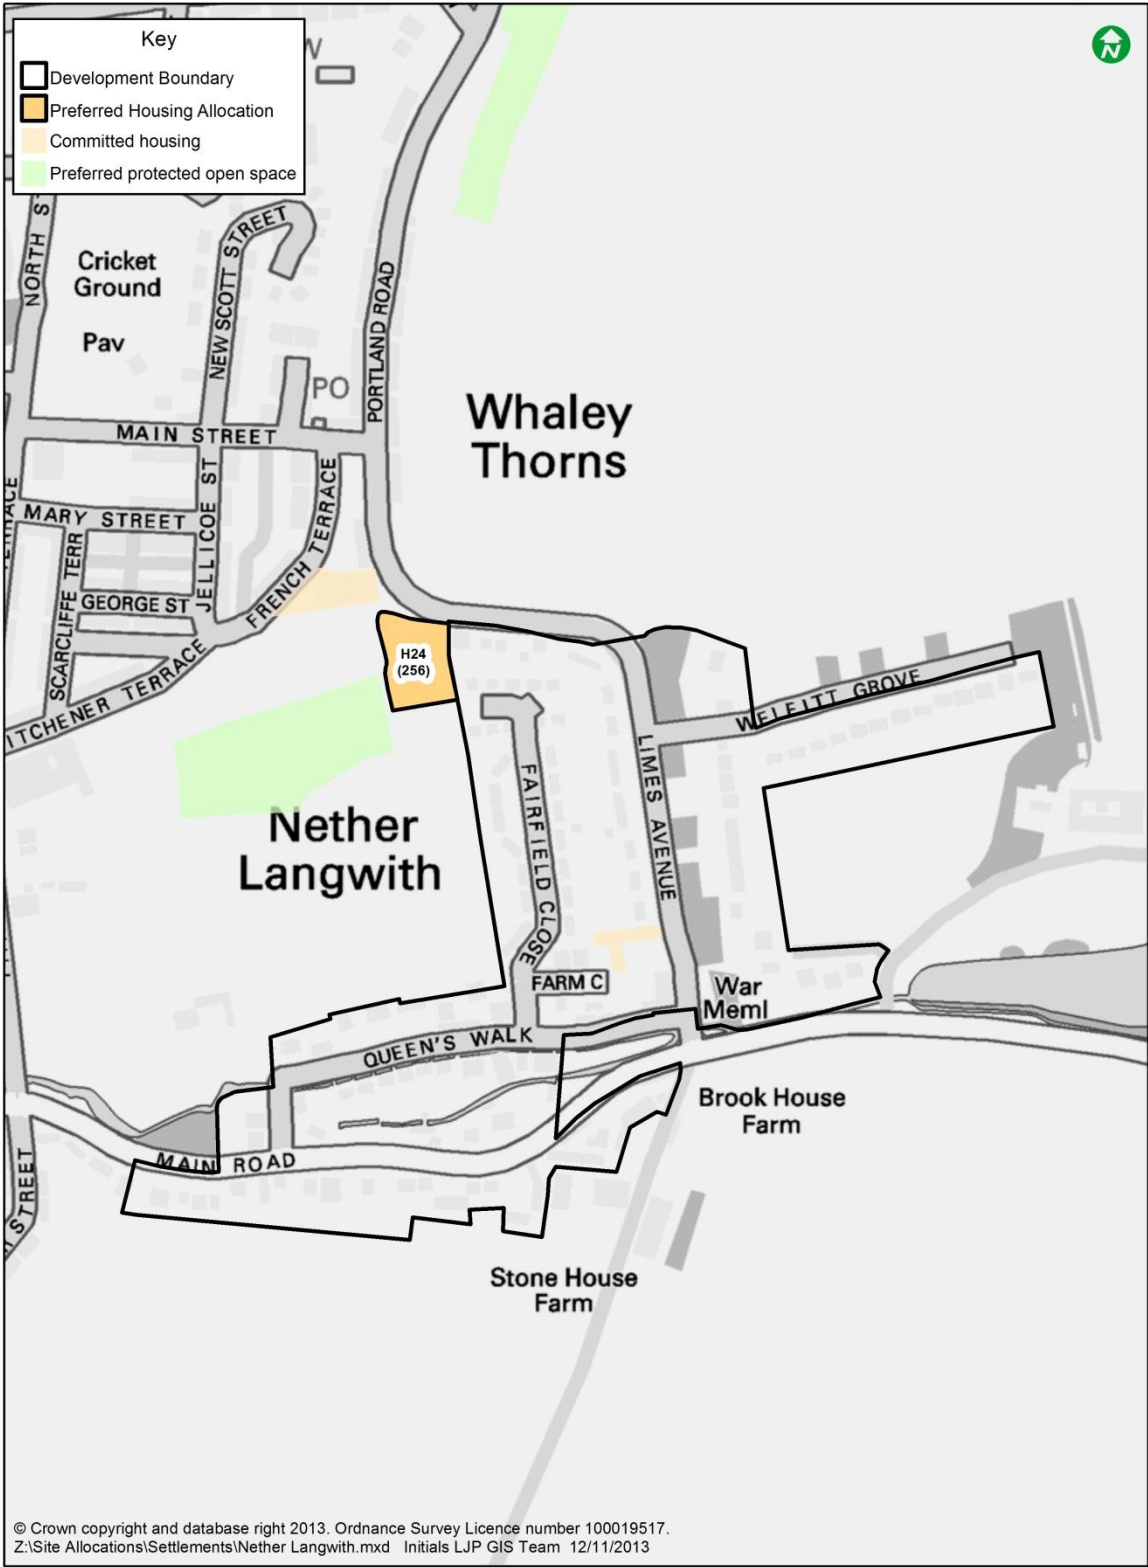 Key
Development Boundary
Preferred Housing Allocation
Committed housing
Preferred protected open space
N
W
NORTH S
Cricket
Ground
Pav
NEW SCOTT STREET
PORTLAND ROAD
PO
MAIN STREET
Whaley
Thorns
MARY STREET
JELLICOE ST
FRENCH TERRACE
SCARCLIFFE TERR
GEORGE ST
ITCHENER TERRACE
H24
(256)
WELFITT GROVE
LIMES AVENUE
FAIRFIELD CLOSE
Nether
Langwith
FARM C
War
Meml
QUEEN'S WALK
Brook House
Farm
MAIN ROAD
STREET
Stone House
Farm
© Crown copyright and database right 2013. Ordnance Survey Licence number 100019517.
Z:\Site Allocations\Settlements\Nether Langwith.mxd Initials LJP GIS Team 12/11/2013